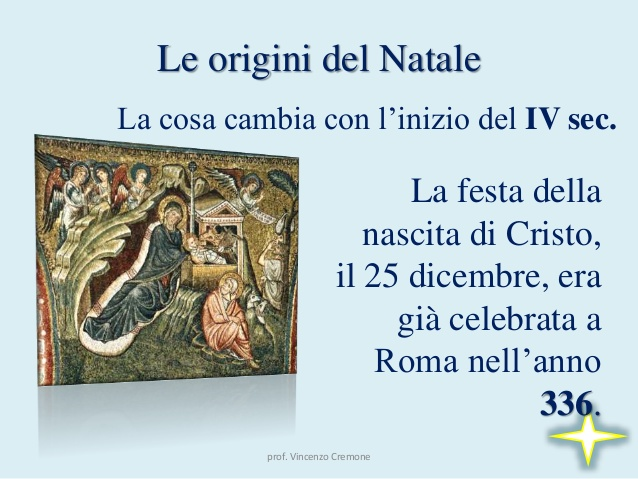 Le origini del Natale
La cosa cambia con l’inizio del IV sec.
La festa della
nascita di Cristo,
il 25 dicembre, era
già celebrata a
Roma nell’anno
336.
prof. Vincenzo Cremone